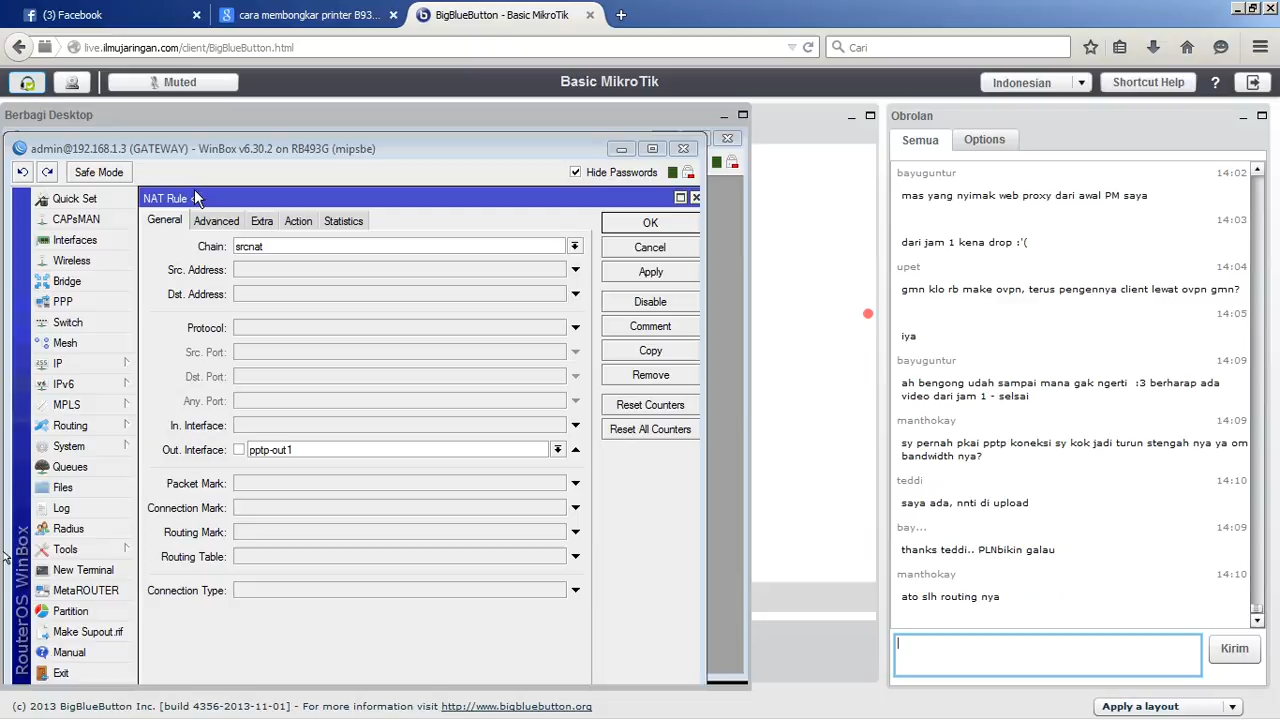 (3) Facebook
cara membongkar printer B93...
BigBlueButton - Basic MikroTik
live.ilmujaringan.com/client/BigBlueButton.html
Cari
Muted
Basic MikroTik
Indonesian
Shortcut Help
?
Berbagi Desktop
admin@192.168.1.3 (GATEWAY) - WinBox v6.30.2 on RB493G (mipsbe)
Safe Mode
Hide Passwords
Quick Set
CAPsMAN
Interfaces
Wireless
Bridge
PPP
Switch
Mesh
IP
IPv6
MPLS
Routing
System
Queues
Files
Log
Radius
Tools
New Terminal
MetaROUTER
Partition
Make Supout.rif
Manual
Exit
RouterOS WinBox
NAT Rule <>
General
Advanced
Extra
Action
Statistics
Chain: srcnat
Src. Address:
Dst. Address:
Protocol:
Src. Port:
Dst. Port:
Any. Port:
In. Interface:
Out. Interface: pptp-out1
Packet Mark:
Connection Mark:
Routing Mark:
Routing Table:
Connection Type:
OK
Cancel
Apply
Disable
Comment
Copy
Remove
Reset Counters
Reset All Counters
Obrolan
Semua
Options
bayuguntur 14:02
mas yang nyimak web proxy dari awal PM saya
14:03
dari jam 1 kena drop :'(
upet 14:04
gmn klo rb make ovpn, terus pengennya client lewat ovpn gmn?
14:05
iya
bayuguntur 14:09
ah bengong udah sampai mana gak ngerti :3 berharap ada
video dari jam 1 - selsai
manthokay 14:09
sy pernah pkai pptp koneksi sy kok jadi turun stengah nya ya om
bandwidth nya?
teddi 14:10
saya ada, nnti di upload
bay... 14:09
thanks teddi.. PLNbikin galau
manthokay 14:10
ato slh routing nya
Kirim
(c) 2013 BigBlueButton Inc. [build 4356-2013-11-01] - For more information visit http://www.bigbluebutton.org
Apply a layout